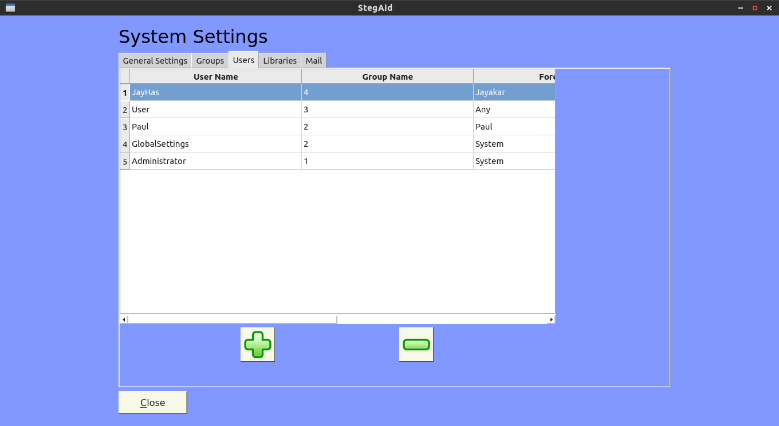 StegAid
System Settings
General Settings Groups Users Libraries Mail
User Name Group Name Fore
1 JayHas 4 Jayakar
2 User 3 Any
3 Paul 2 Paul
4 GlobalSettings 2 System
5 Administrator 1 System
Close